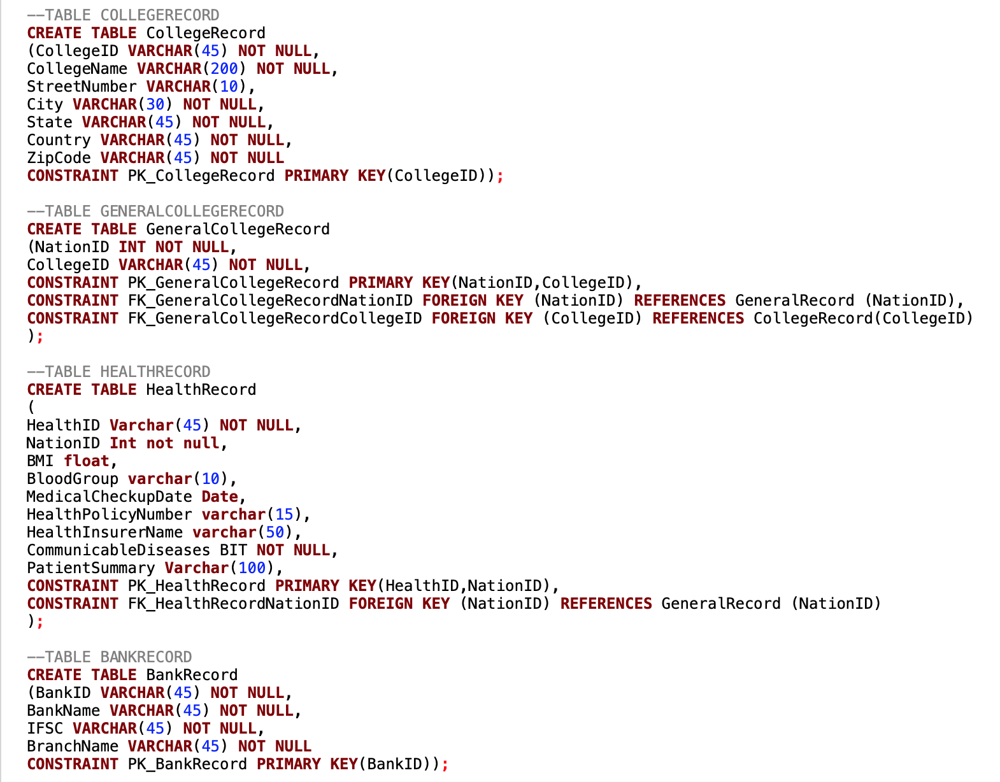 --TABLE COLLEGERECORD
CREATE TABLE CollegeRecord
(CollegeID VARCHAR(45) NOT NULL,
CollegeName VARCHAR(200) NOT NULL,
StreetNumber VARCHAR(10),
City VARCHAR(30) NOT NULL,
State VARCHAR(45) NOT NULL,
Country VARCHAR(45) NOT NULL,
ZipCode VARCHAR(45) NOT NULL
CONSTRAINT PK_CollegeRecord PRIMARY KEY(CollegeID));

--TABLE GENERALCOLLEGERECORD
CREATE TABLE GeneralCollegeRecord
(NationID INT NOT NULL,
CollegeID VARCHAR(45) NOT NULL,
CONSTRAINT PK_GeneralCollegeRecord PRIMARY KEY(NationID,CollegeID),
CONSTRAINT FK_GeneralCollegeRecordNationID FOREIGN KEY (NationID) REFERENCES GeneralRecord (NationID),
CONSTRAINT FK_GeneralCollegeRecordCollegeID FOREIGN KEY (CollegeID) REFERENCES CollegeRecord(CollegeID)
);

--TABLE HEALTHRECORD
CREATE TABLE HealthRecord
(
HealthID Varchar(45) NOT NULL,
NationID Int not null,
BMI float,
BloodGroup varchar(10),
MedicalCheckupDate Date,
HealthPolicyNumber varchar(15),
HealthInsurerName varchar(50),
CommunicableDiseases BIT NOT NULL,
PatientSummary Varchar(100),
CONSTRAINT PK_HealthRecord PRIMARY KEY(HealthID,NationID),
CONSTRAINT FK_HealthRecordNationID FOREIGN KEY (NationID) REFERENCES GeneralRecord (NationID)
);

--TABLE BANKRECORD
CREATE TABLE BankRecord
(BankID VARCHAR(45) NOT NULL,
BankName VARCHAR(45) NOT NULL,
IFSC VARCHAR(45) NOT NULL,
BranchName VARCHAR(45) NOT NULL
CONSTRAINT PK_BankRecord PRIMARY KEY(BankID));